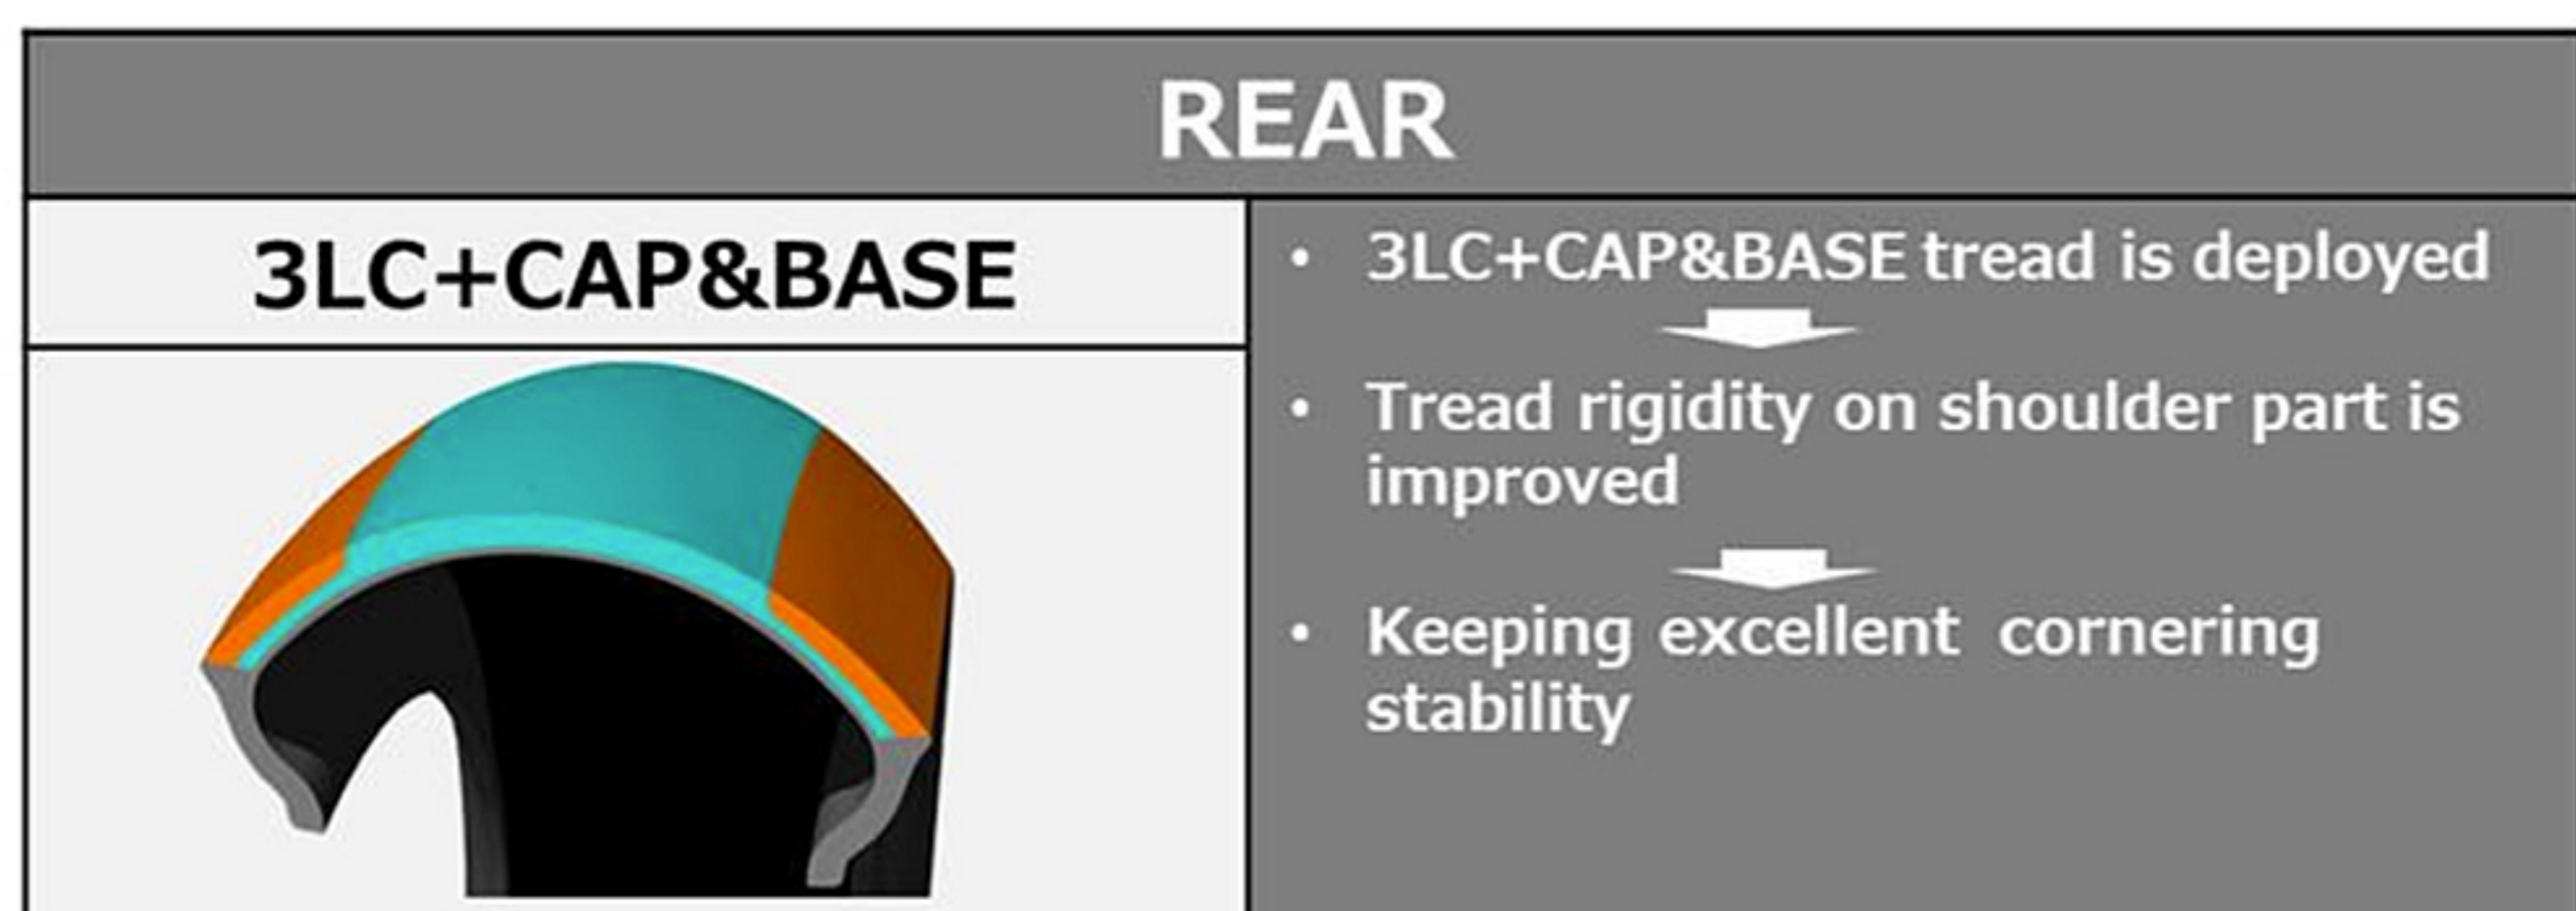 REAR
3LC+CAP&BASE
• 3LC+CAP&BASE tread is deployed
• Tread rigidity on shoulder part is
improved
• Keeping excellent cornering
stability